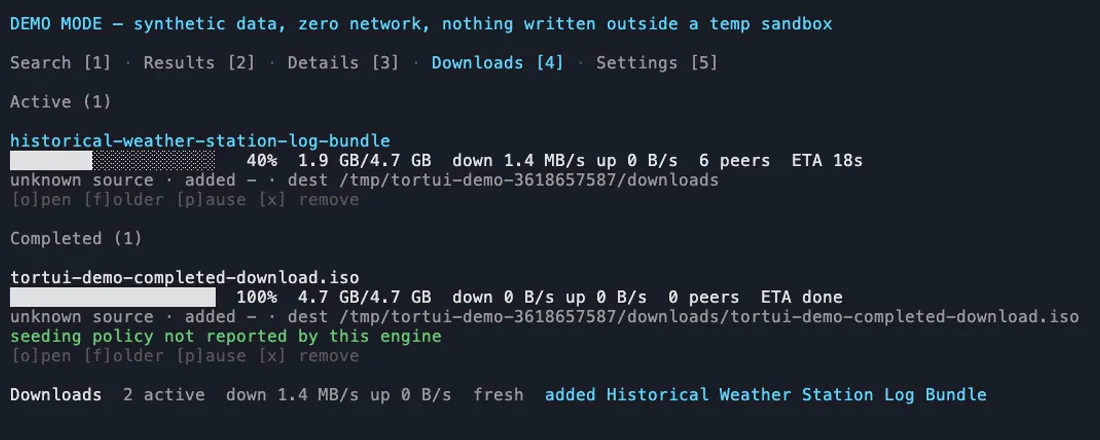 DEMO MODE — synthetic data, zero network, nothing written outside a temp sandbox
Search [1] · Results [2] · Details [3] · Downloads [4] · Settings [5]
Active (1)
historical-weather-station-log-bundle
40% 1.9 GB/4.7 GB down 1.4 MB/s up 0 B/s 6 peers ETA 18s
unknown source · added - · dest /tmp/tortui-demo-3618657587/downloads
[o]pen [f]older [p]ause [x] remove
Completed (1)
tortui-demo-completed-download.iso
100% 4.7 GB/4.7 GB down 0 B/s up 0 B/s 0 peers ETA done
unknown source · added - · dest /tmp/tortui-demo-3618657587/downloads/tortui-demo-completed-download.iso
seeding policy not reported by this engine
[o]pen [f]older [p]ause [x] remove
Downloads 2 active down 1.4 MB/s up 0 B/s fresh added Historical Weather Station Log Bundle